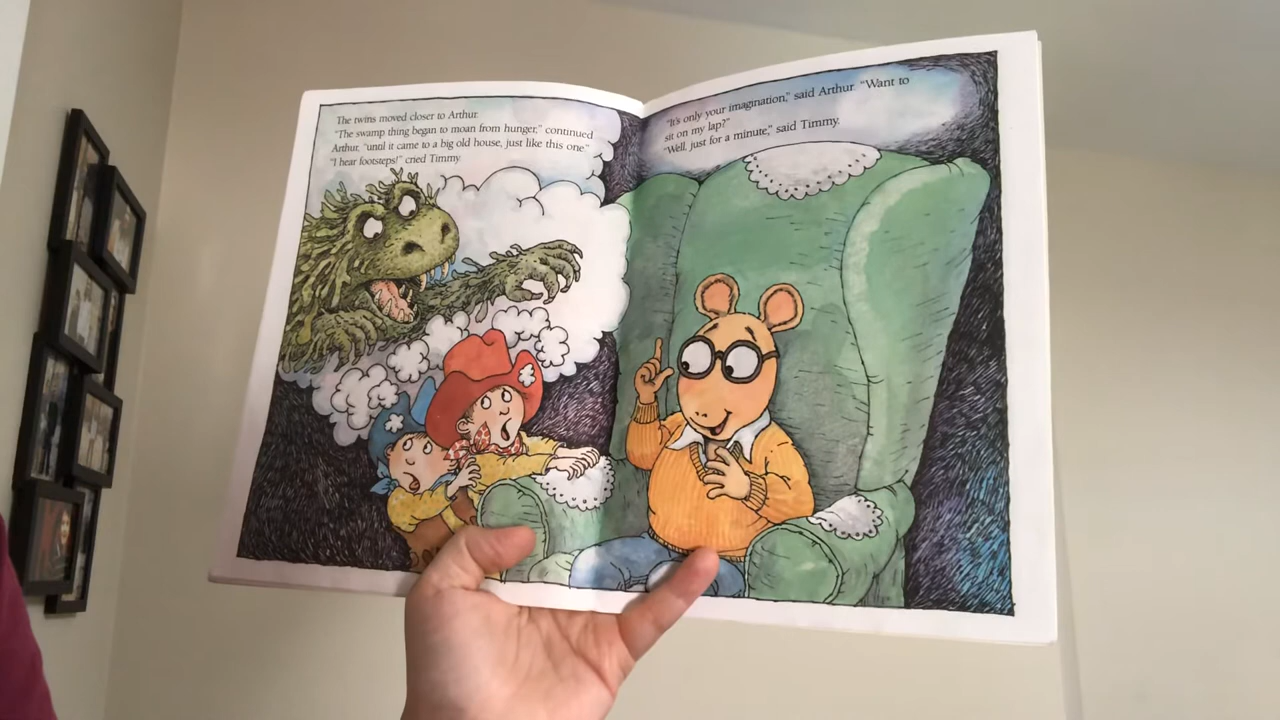 The twins moved closer to Arthur.
"The swamp thing began to moan from hunger," continued
Arthur, "until it came to a big old house, just like this one."
"I hear footsteps!" cried Timmy.
"It's only your imagination," said Arthur. "Want to
sit on my lap?"
"Well, just for a minute," said Timmy.